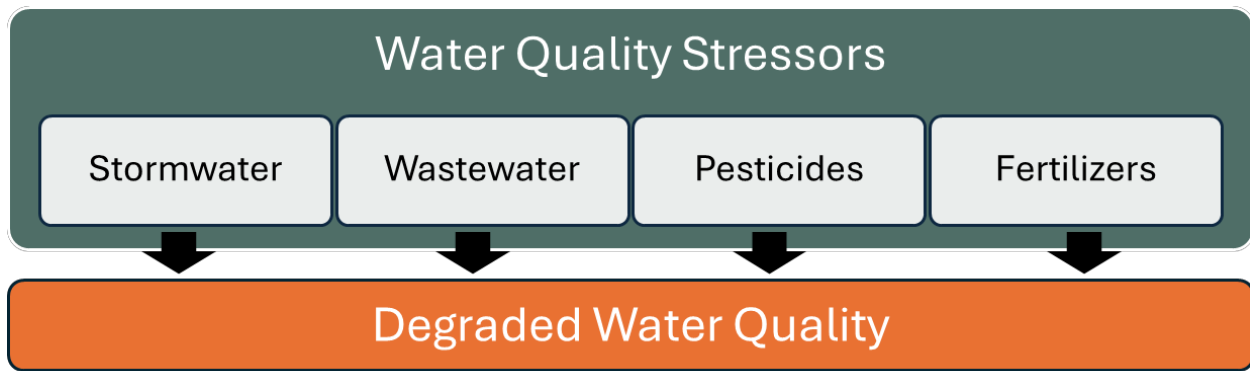 Water Quality Stressors
Stormwater
Wastewater
Pesticides
Fertilizers
Degraded Water Quality